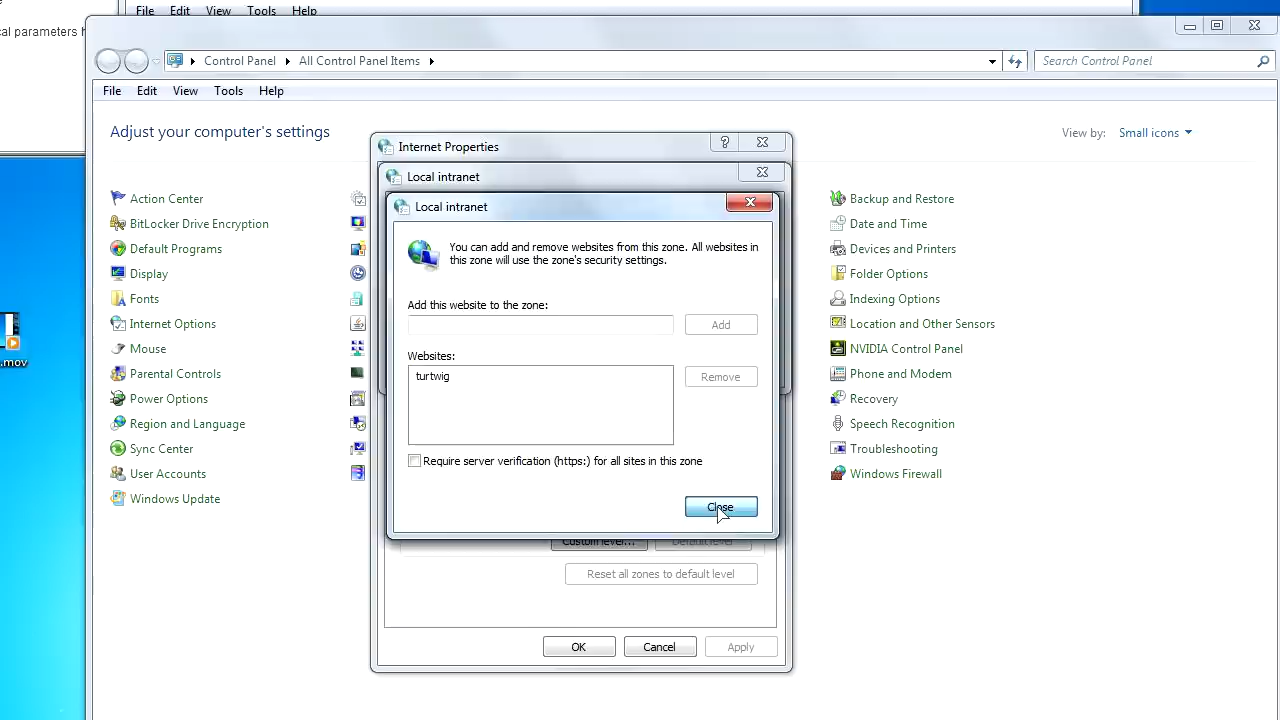 File Edit View Tools Help
cal parameters h
Control Panel All Control Panel Items
Search Control Panel
File Edit View Tools Help
Adjust your computer's settings
View by: Small icons
Internet Properties
Local intranet
Local intranet
You can add and remove websites from this zone. All websites in
this zone will use the zone's security settings.
Add this website to the zone:
Add
Websites:
turtwig
Remove
Require server verification (https:) for all sites in this zone
Close
Custom level... Default level
Reset all zones to default level
OK Cancel Apply
Action Center
BitLocker Drive Encryption
Default Programs
Display
Fonts
Internet Options
Mouse
Parental Controls
Power Options
Region and Language
Sync Center
User Accounts
Windows Update
Backup and Restore
Date and Time
Devices and Printers
Folder Options
Indexing Options
Location and Other Sensors
NVIDIA Control Panel
Phone and Modem
Recovery
Speech Recognition
Troubleshooting
Windows Firewall
.mov